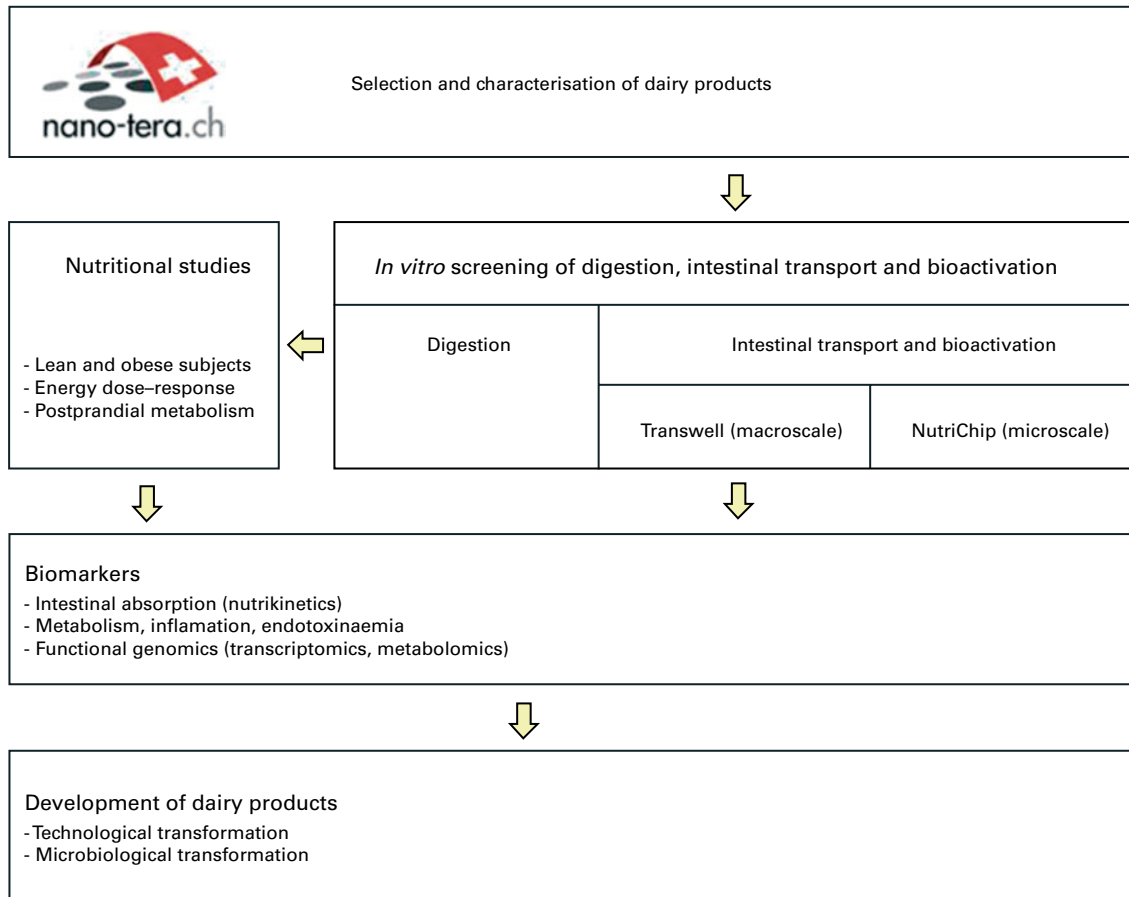 nano-tera.ch
Selection and characterisation of dairy products
Nutritional studies
- Lean and obese subjects
- Energy dose–response
- Postprandial metabolism
In vitro screening of digestion, intestinal transport and bioactivation
Digestion
Intestinal transport and bioactivation
Transwell (macroscale)
NutriChip (microscale)
Biomarkers
- Intestinal absorption (nutrikinetics)
- Metabolism, inflamation, endotoxinaemia
- Functional genomics (transcriptomics, metabolomics)
Development of dairy products
- Technological transformation
- Microbiological transformation